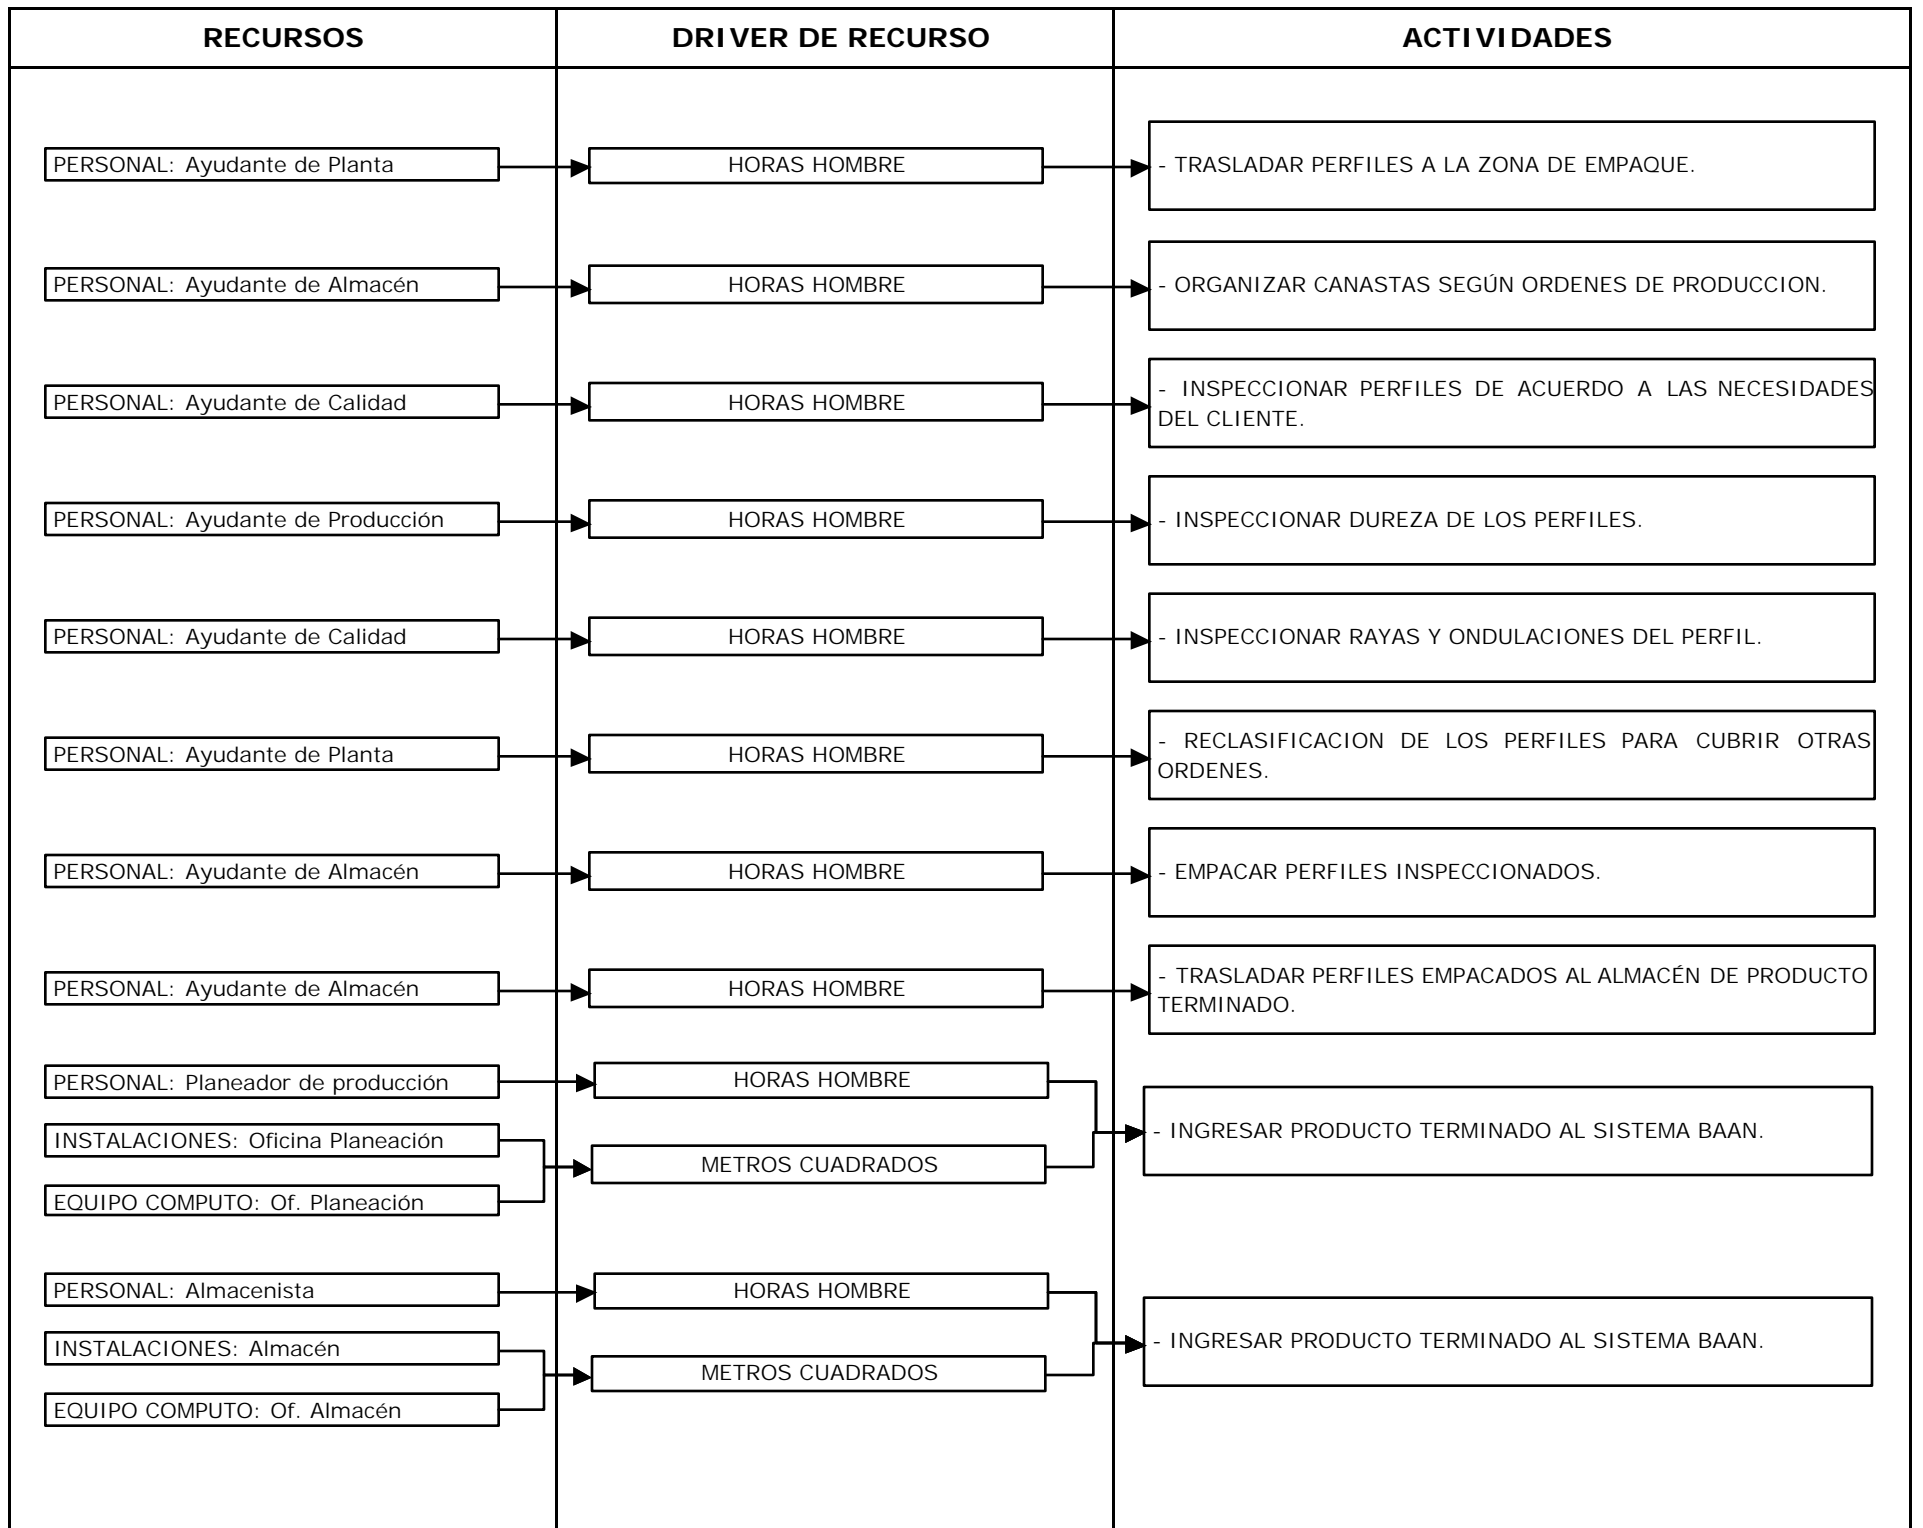 RECURSOS
DRIVER DE RECURSO
ACTIVIDADES
PERSONAL: Ayudante de Planta
HORAS HOMBRE
- TRASLADAR PERFILES A LA ZONA DE EMPAQUE.
PERSONAL: Ayudante de Almacén
HORAS HOMBRE
- ORGANIZAR CANASTAS SEGÚN ORDENES DE PRODUCCION.
PERSONAL: Ayudante de Calidad
HORAS HOMBRE
- INSPECCIONAR PERFILES DE ACUERDO A LAS NECESIDADES
DEL CLIENTE.
PERSONAL: Ayudante de Producción
HORAS HOMBRE
- INSPECCIONAR DUREZA DE LOS PERFILES.
PERSONAL: Ayudante de Calidad
HORAS HOMBRE
- INSPECCIONAR RAYAS Y ONDULACIONES DEL PERFIL.
PERSONAL: Ayudante de Planta
HORAS HOMBRE
- RECLASIFICACION DE LOS PERFILES PARA CUBRIR OTRAS
ORDENES.
PERSONAL: Ayudante de Almacén
HORAS HOMBRE
- EMPACAR PERFILES INSPECCIONADOS.
PERSONAL: Ayudante de Almacén
HORAS HOMBRE
- TRASLADAR PERFILES EMPACADOS AL ALMACÉN DE PRODUCTO
TERMINADO.
PERSONAL: Planeador de producción
HORAS HOMBRE
INSTALACIONES: Oficina Planeación
METROS CUADRADOS
EQUIPO COMPUTO: Of. Planeación
- INGRESAR PRODUCTO TERMINADO AL SISTEMA BAAN.
PERSONAL: Almacenista
HORAS HOMBRE
INSTALACIONES: Almacén
METROS CUADRADOS
EQUIPO COMPUTO: Of. Almacén
- INGRESAR PRODUCTO TERMINADO AL SISTEMA BAAN.